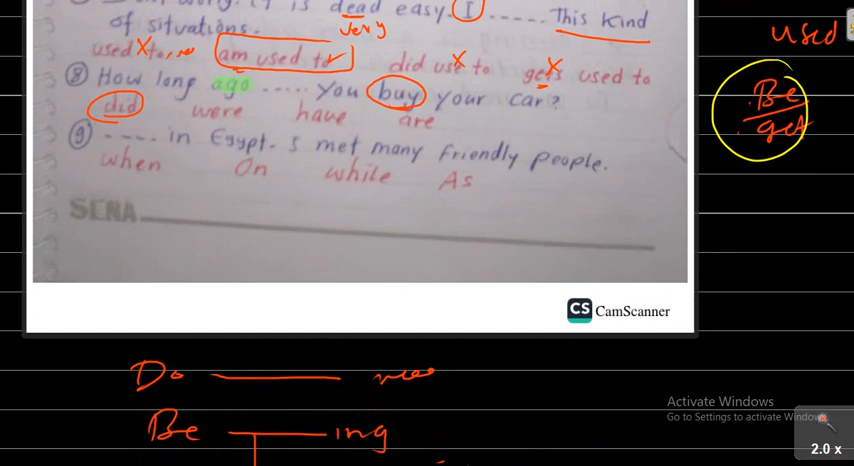 is dead easy. I ..... This Kind
of situations.
very
used
used to am used to did use to gets used to
Be
get
⑧ How long ago ..... you buy your car?
did were have are
⑨ ..... in Egypt. I met many friendly people.
when On while As
SENA
CS CamScanner
Do
Be ing
Activate Windows
Go to Settings to activate Windows
2.0 x